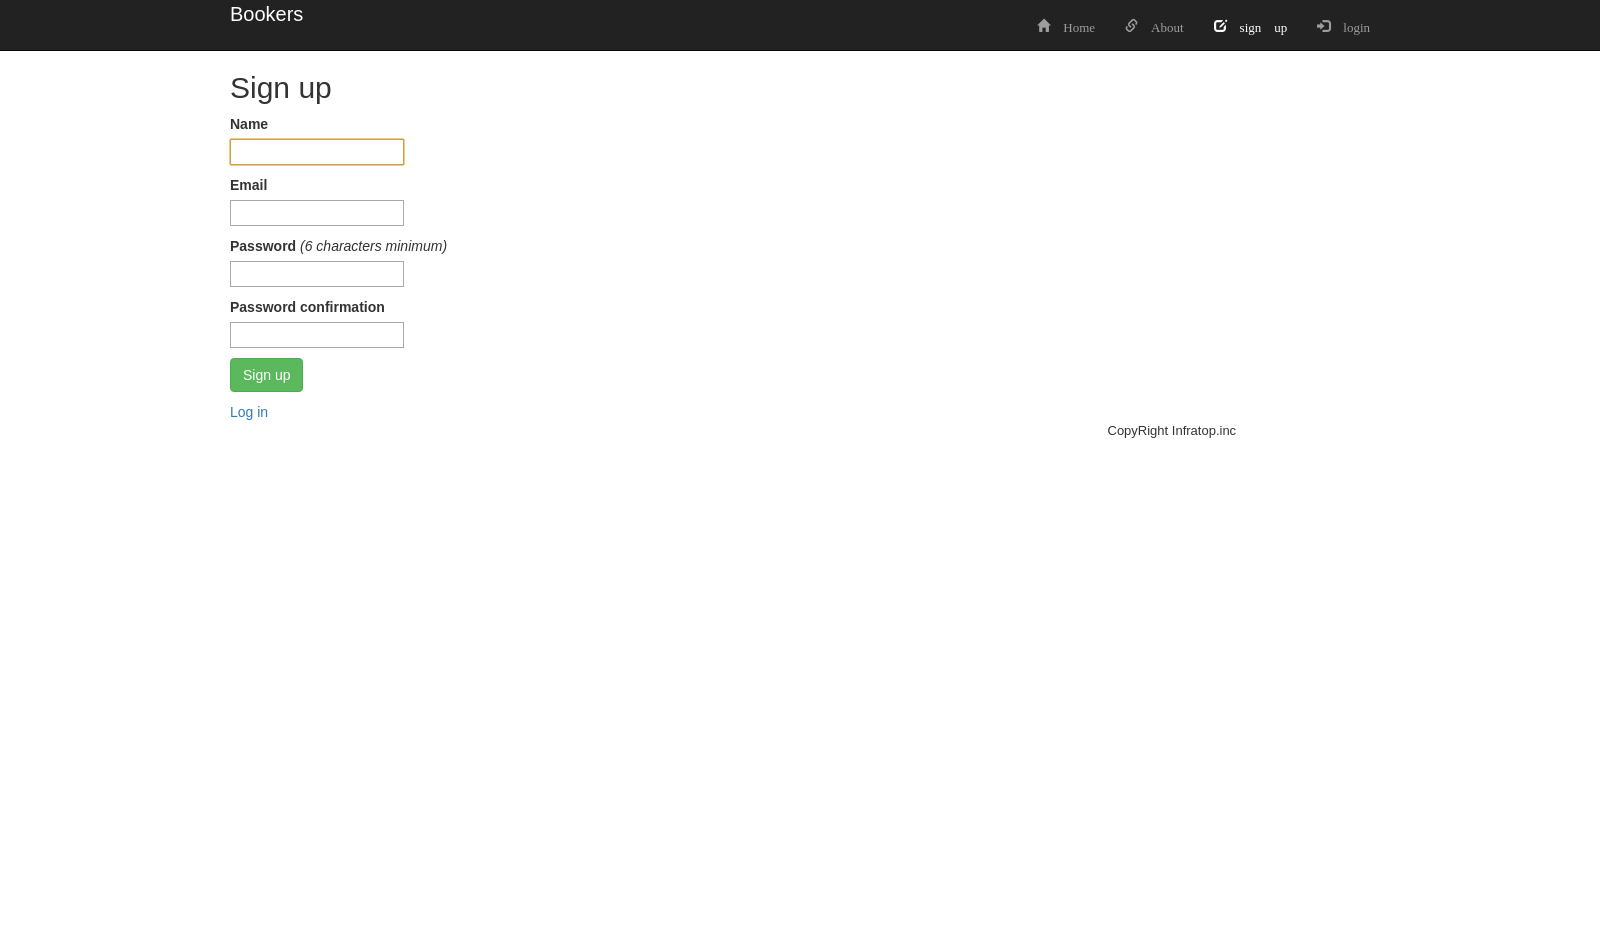 Bookers
Home About sign up login
Sign up
Name
Email
Password (6 characters minimum)
Password confirmation
Sign up
Log in
CopyRight Infratop.inc